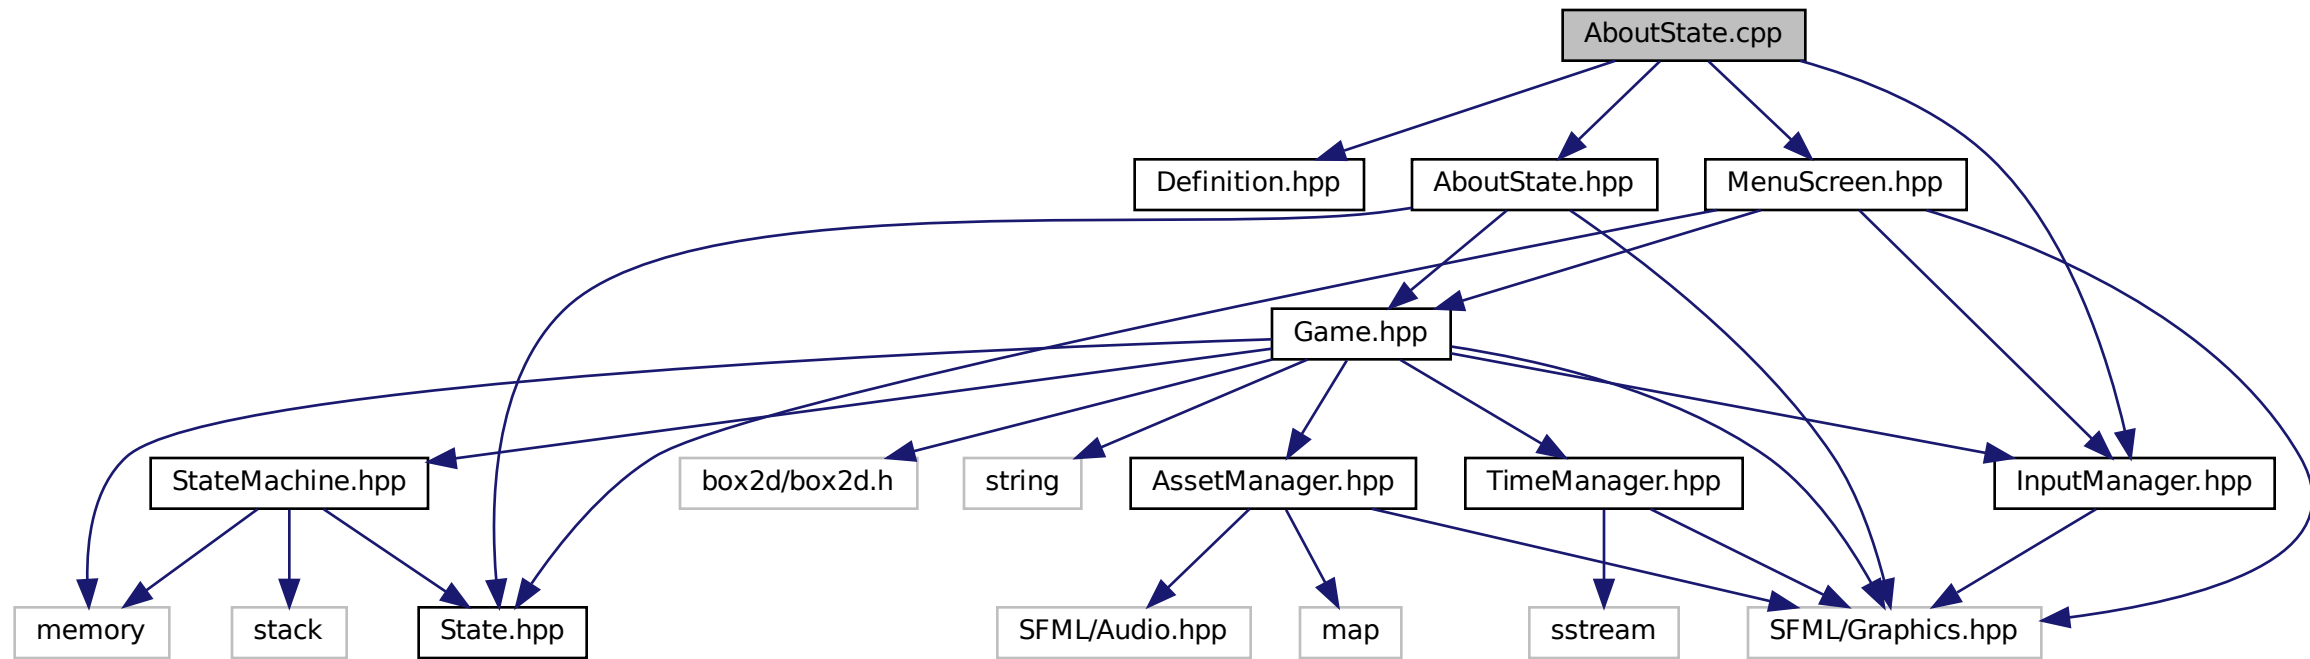 AboutState.cpp
Definition.hpp
AboutState.hpp
MenuScreen.hpp
Game.hpp
StateMachine.hpp
box2d/box2d.h
string
AssetManager.hpp
TimeManager.hpp
InputManager.hpp
memory
stack
State.hpp
SFML/Audio.hpp
map
sstream
SFML/Graphics.hpp